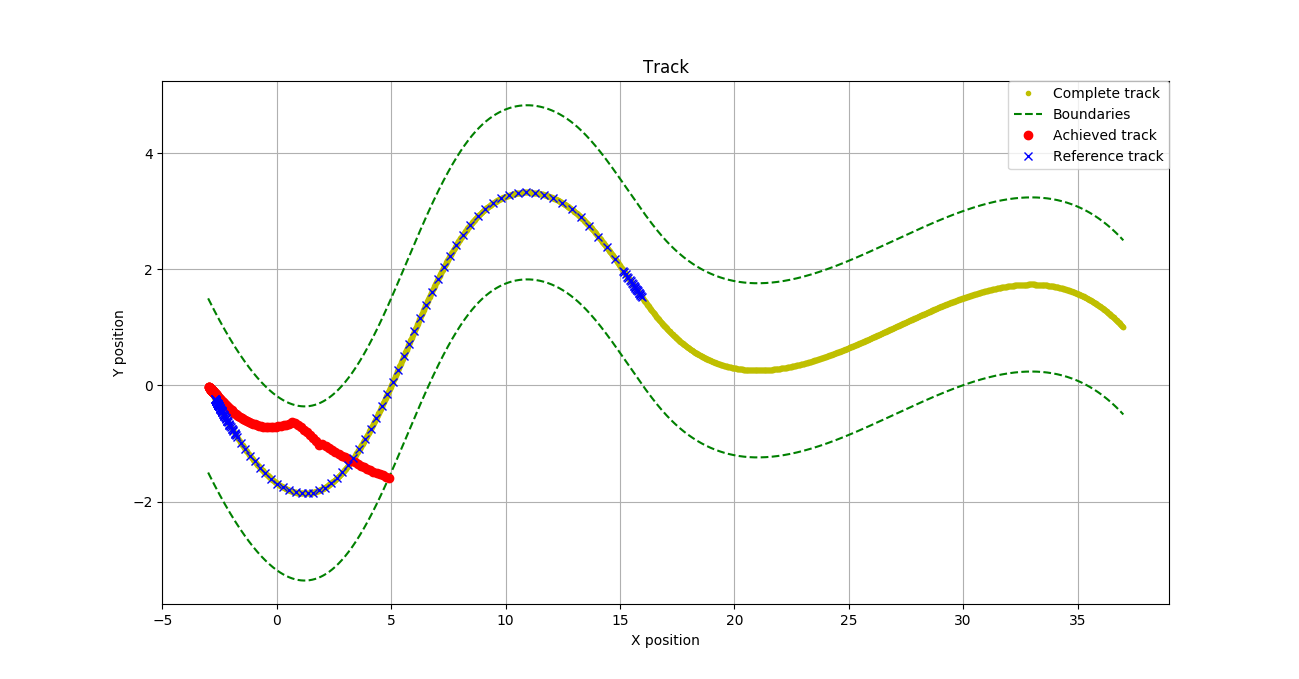 Track
Complete track
Boundaries
Achieved track
Reference track
Y position
4
2
0
−2
−5
0
5
10
15
20
25
30
35
X position